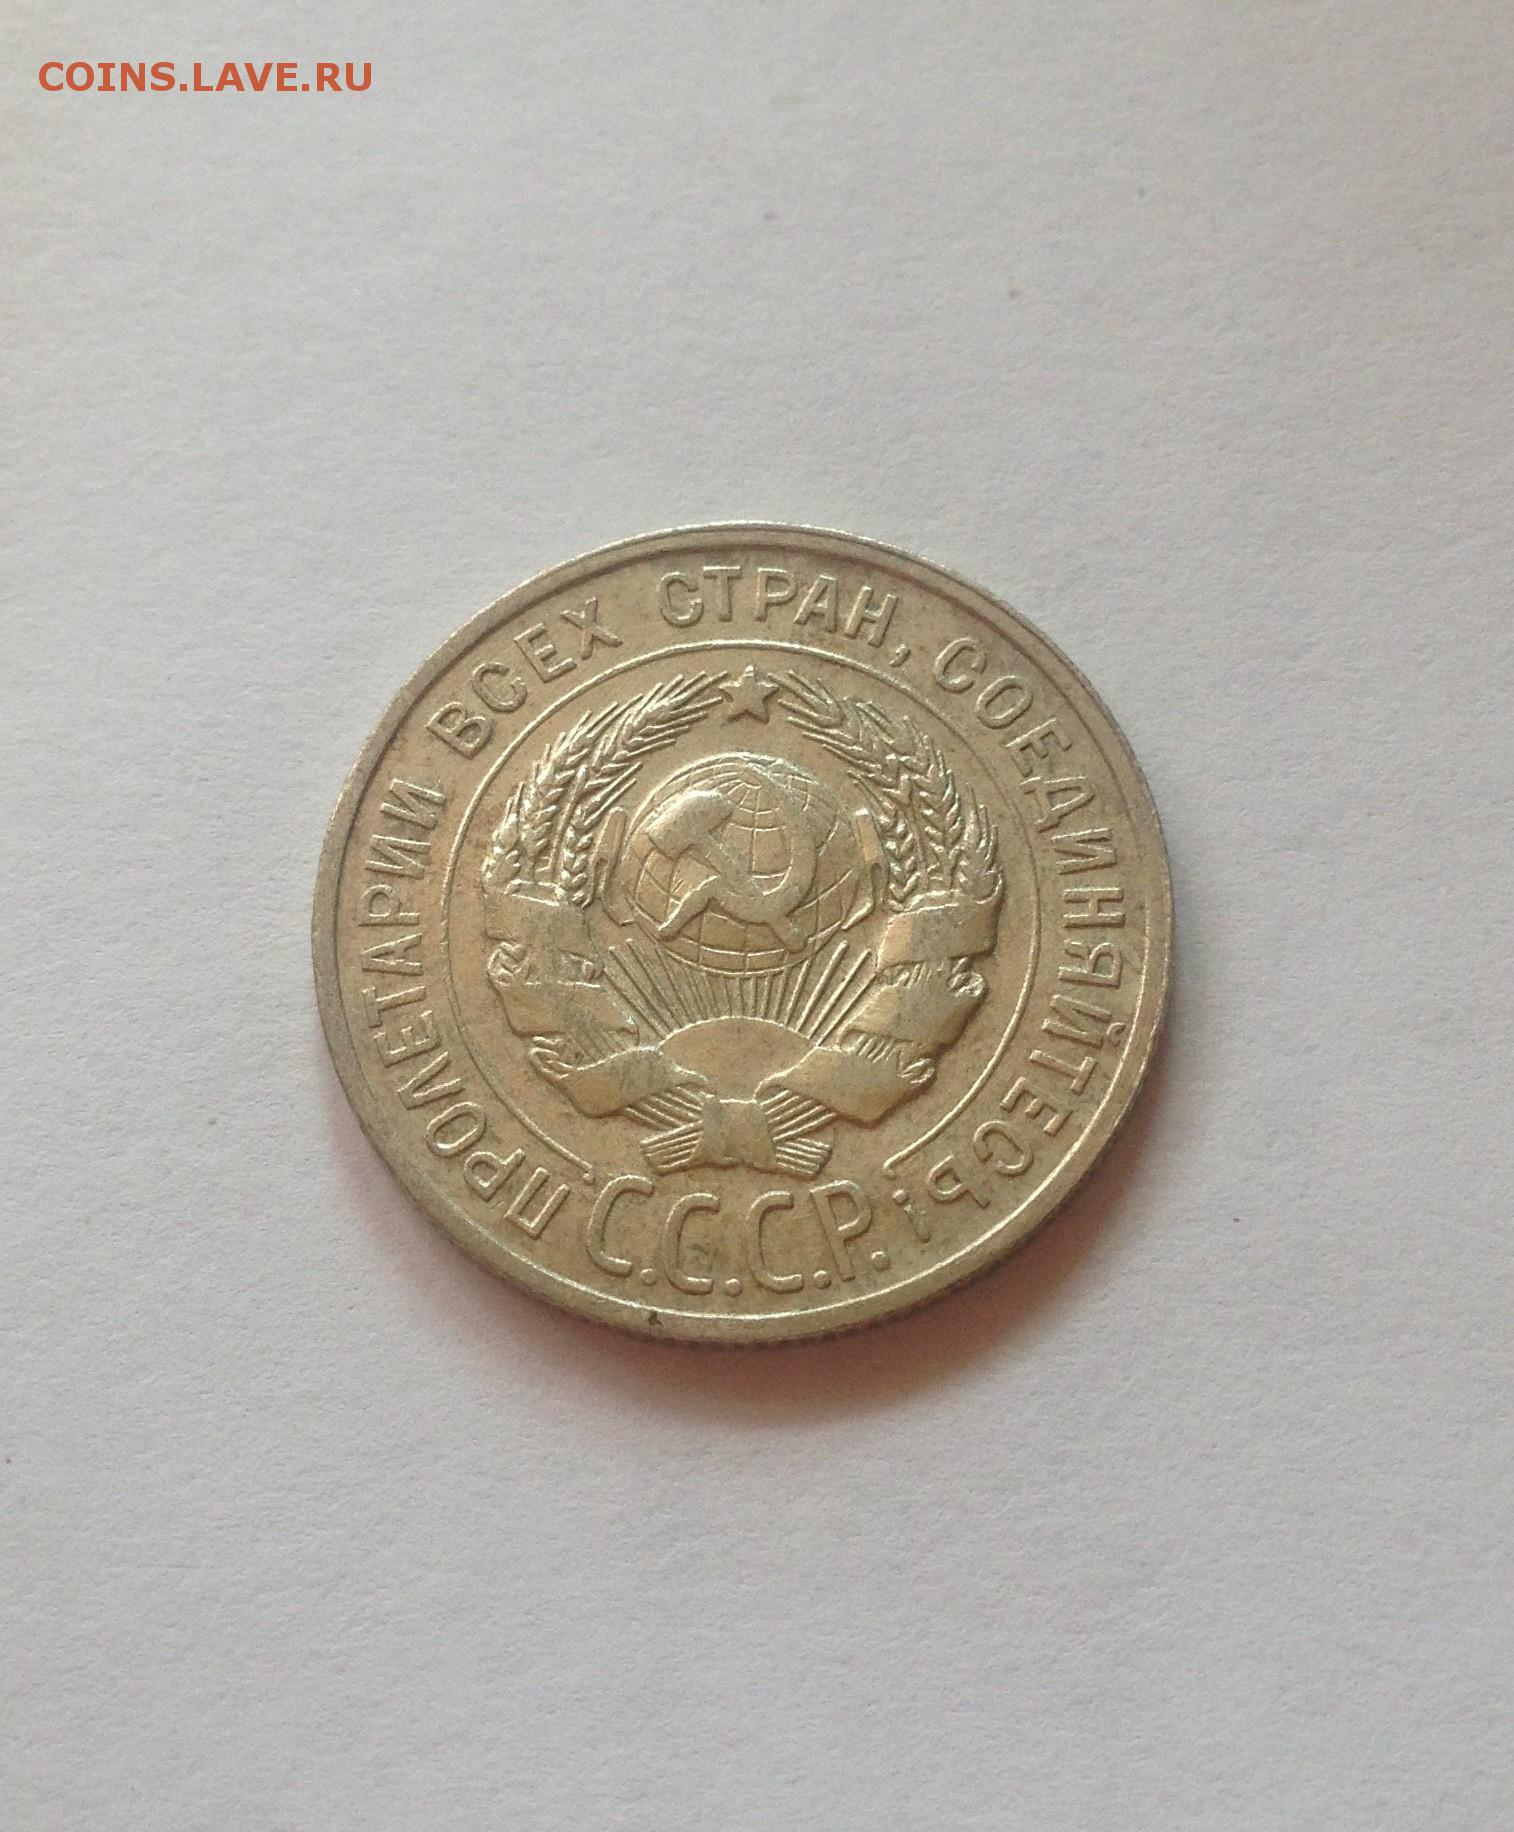 COINS.LAVE.RU
ПРОЛЕТАРИИ ВСЕХ СТРАН, СОЕДИНЯЙТЕСЬ!
С.С.С.Р.